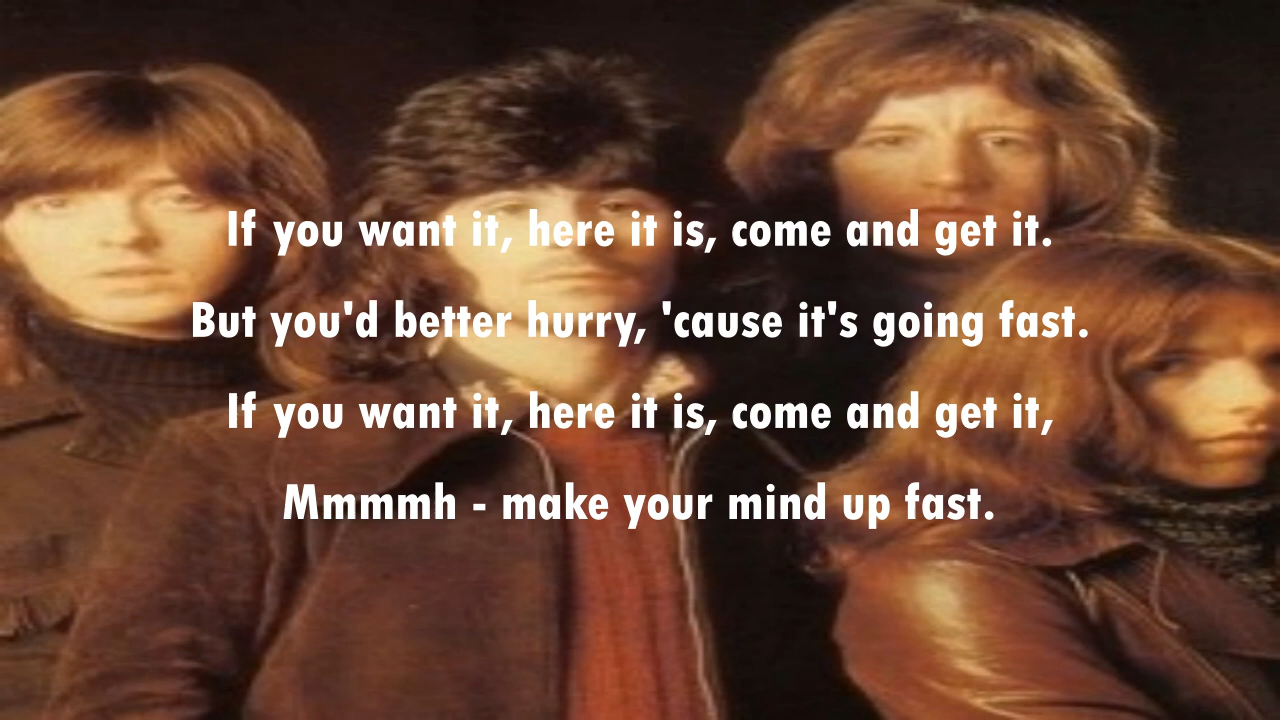 If you want it, here it is, come and get it.
But you'd better hurry, 'cause it's going fast.
If you want it, here it is, come and get it,
Mmmmh - make your mind up fast.